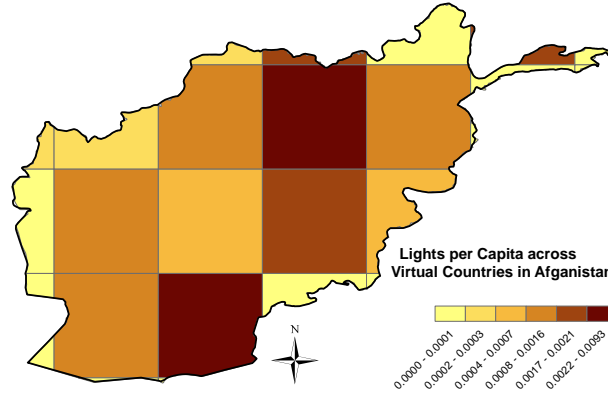 N
Lights per Capita across
Virtual Countries in Afganistan
0.0000 - 0.0001
0.0002 - 0.0003
0.0004 - 0.0007
0.0008 - 0.0016
0.0017 - 0.0021
0.0022 - 0.0093